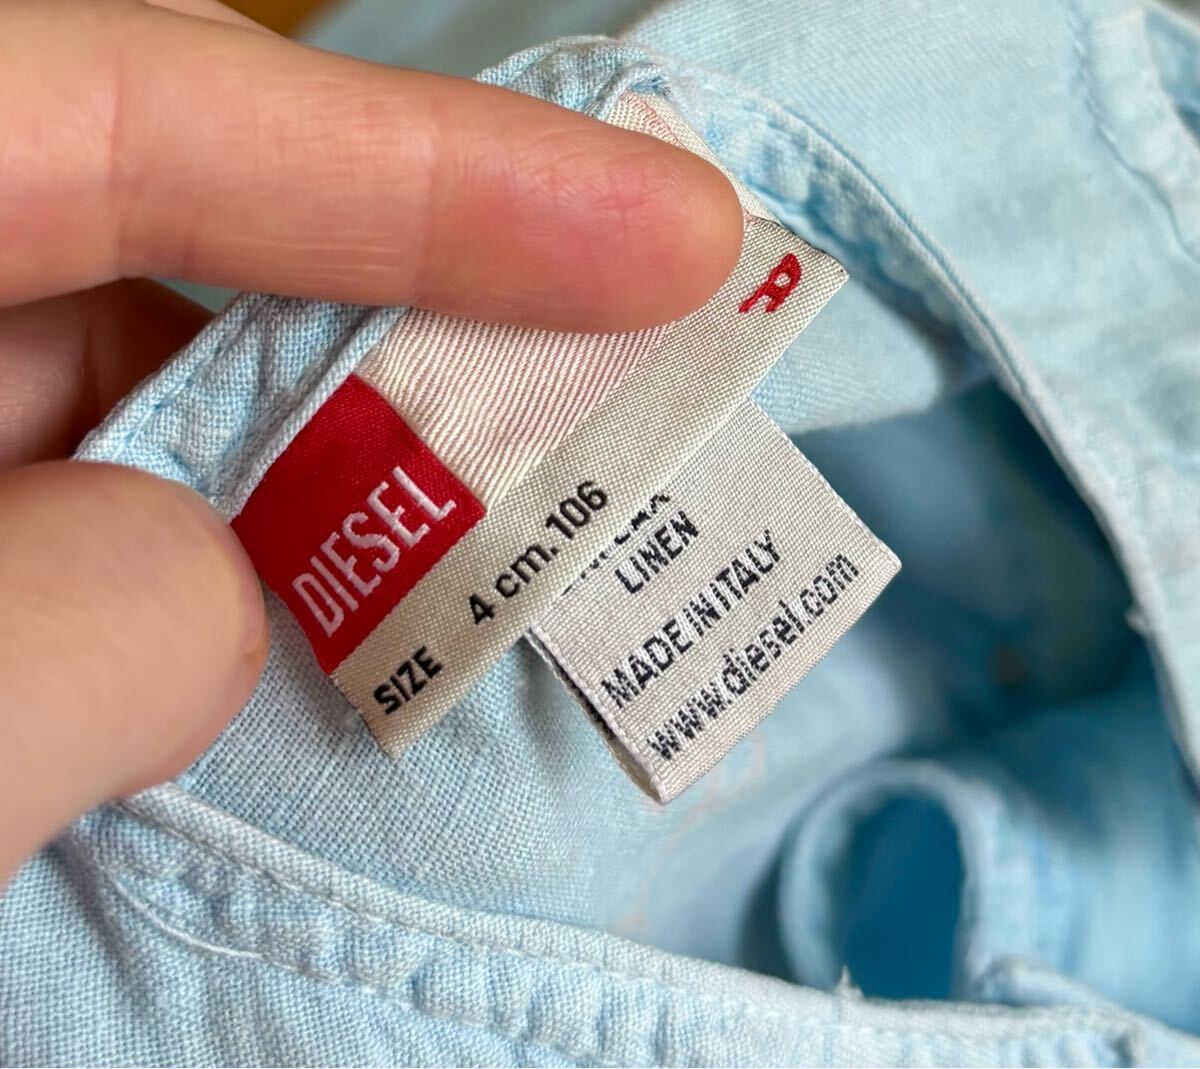 DIESEL
SIZE 4 cm. 106
LINEN
MADE IN ITALY
www.diesel.com